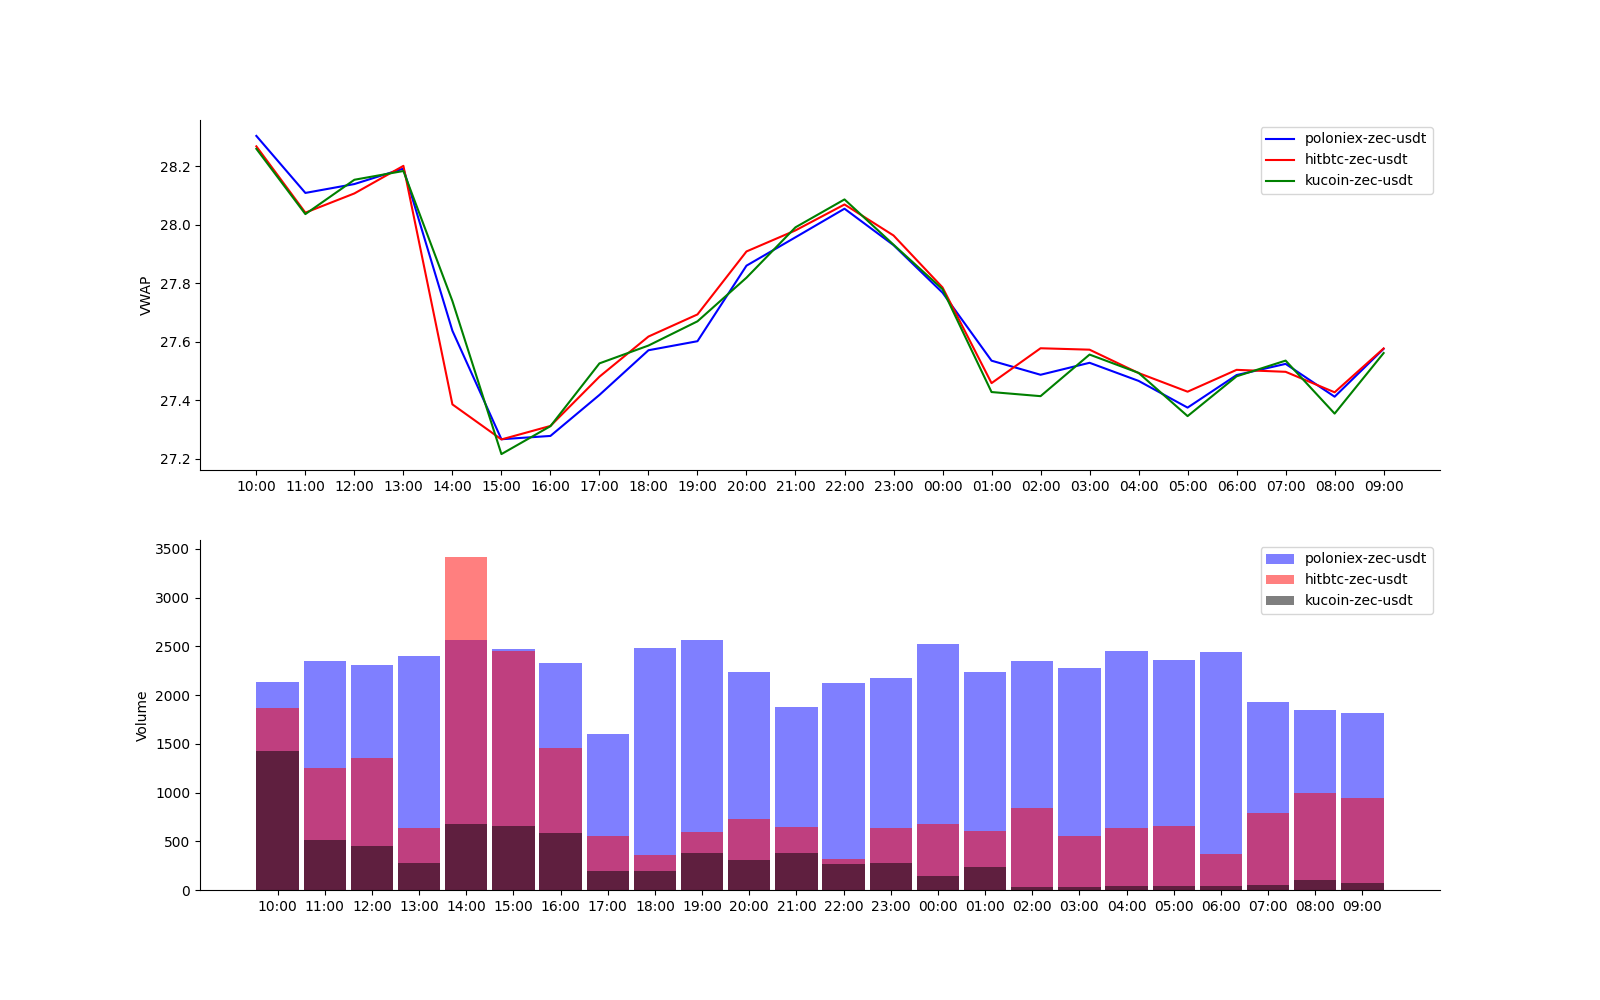 poloniex-zec-usdt
hitbtc-zec-usdt
kucoin-zec-usdt
VWAP
28.2
28.0
27.8
27.6
27.4
27.2
10:00 11:00 12:00 13:00 14:00 15:00 16:00 17:00 18:00 19:00 20:00 21:00 22:00 23:00 00:00 01:00 02:00 03:00 04:00 05:00 06:00 07:00 08:00 09:00
poloniex-zec-usdt
hitbtc-zec-usdt
kucoin-zec-usdt
Volume
3500
3000
2500
2000
1500
1000
500
0
10:00 11:00 12:00 13:00 14:00 15:00 16:00 17:00 18:00 19:00 20:00 21:00 22:00 23:00 00:00 01:00 02:00 03:00 04:00 05:00 06:00 07:00 08:00 09:00